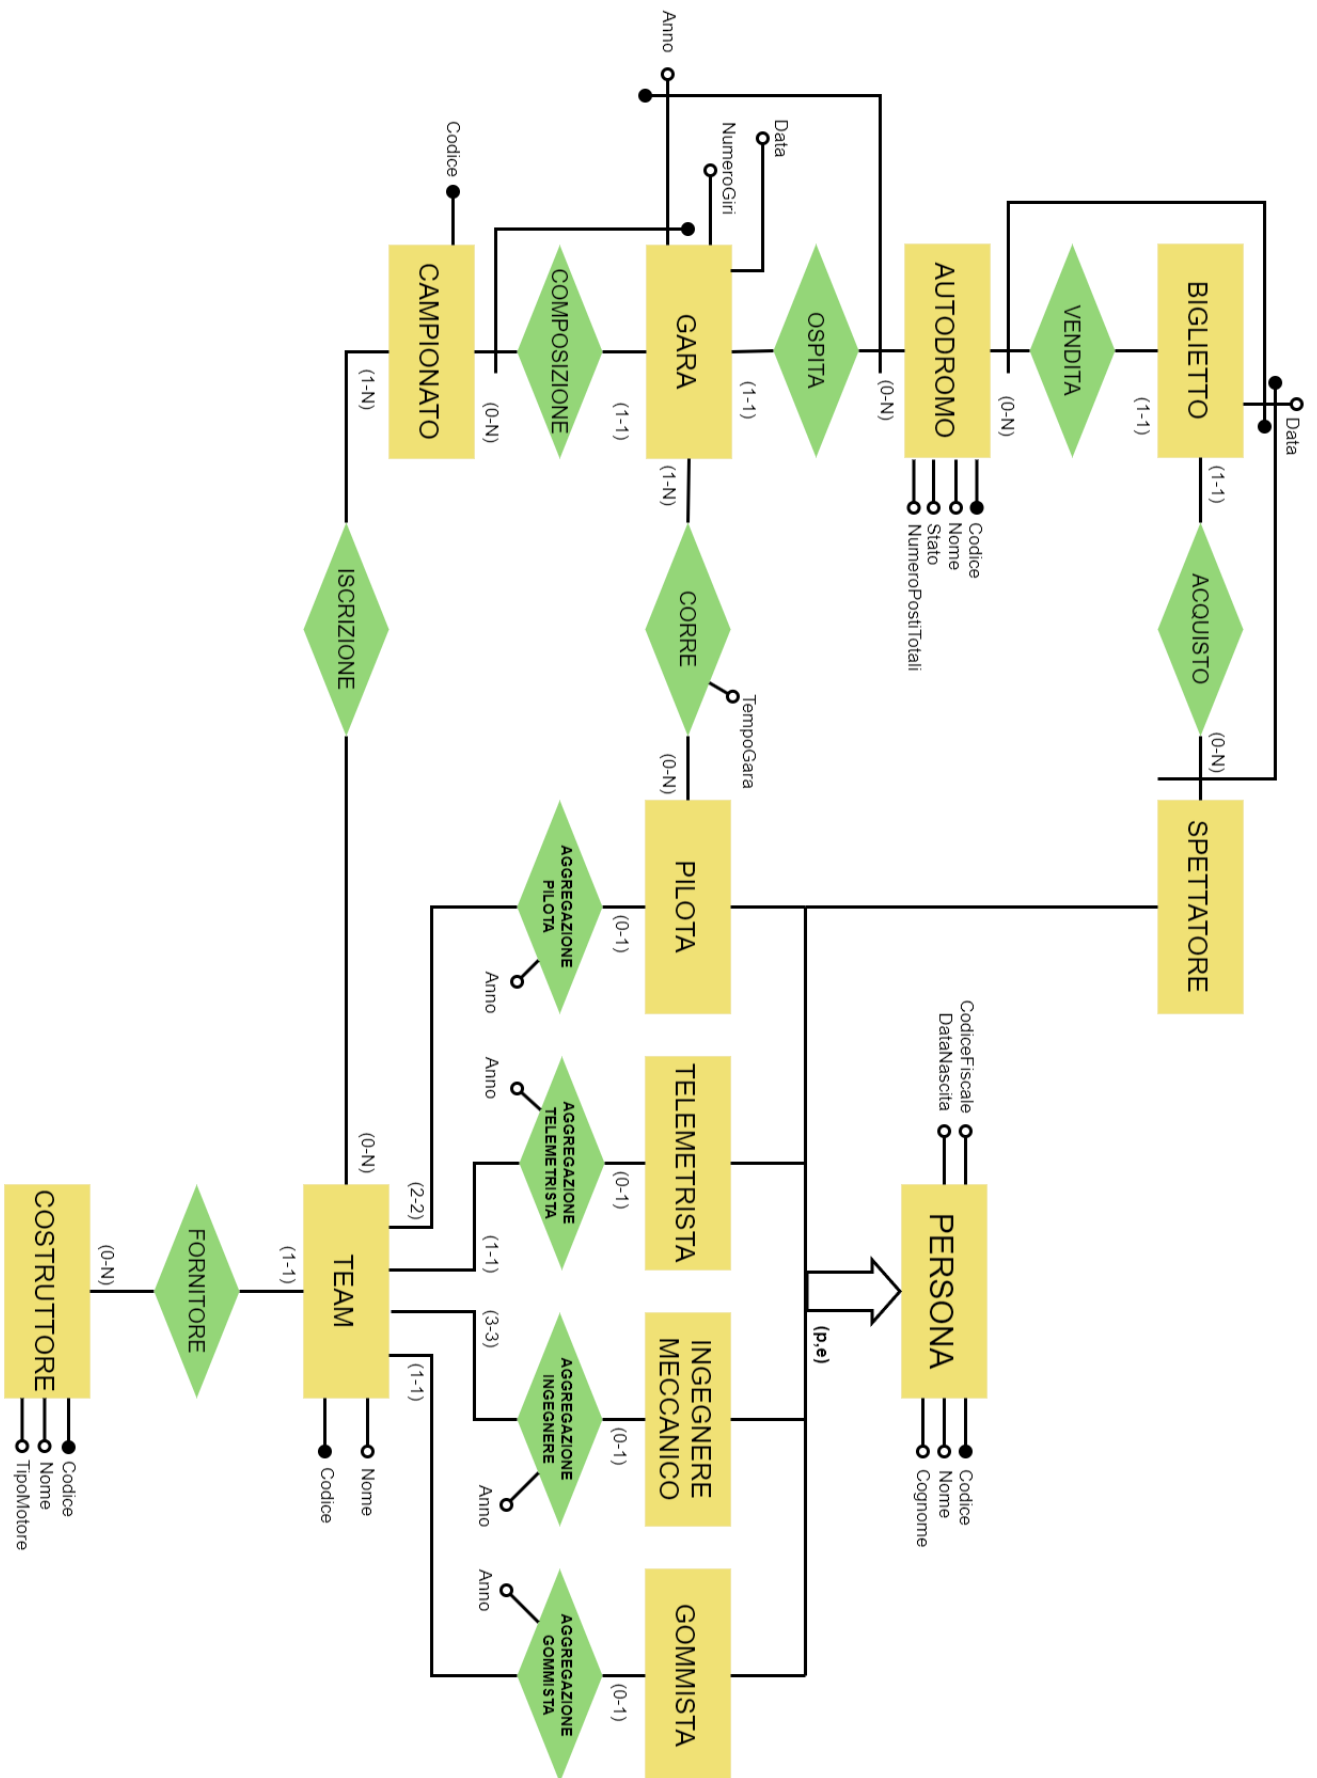 Data
(1-1)
(0-N)
BIGLIETTO
ACQUISTO
SPETTATORE
(1-1)
VENDITA
(0-N)
AUTODROMO
Codice
Nome
Stato
NumeroPostiTotali
CodiceFiscale
DataNascita
PERSONA
Codice
Nome
Cognome
(0-N)
(p,e)
OSPITA
Data
(1-1)
TempoGara
NumeroGiri
GARA
CORRE
PILOTA
TELEMETRISTA
INGEGNERE
MECCANICO
GOMMISTA
Anno
(1-N)
(0-N)
(1-1)
(0-1)
(0-1)
(0-1)
(0-1)
COMPOSIZIONE
AGGREGAZIONE
PILOTA
AGGREGAZIONE
TELEMETRISTA
AGGREGAZIONE
INGEGNERE
AGGREGAZIONE
GOMMISTA
(0-N)
Anno
Anno
(1-1)
(3-3)
Anno
Anno
Codice
CAMPIONATO
(2-2)
(1-1)
(1-N)
(0-N)
Nome
ISCRIZIONE
TEAM
Codice
(1-1)
FORNITORE
(0-N)
COSTRUTTORE
Codice
Nome
TipoMotore